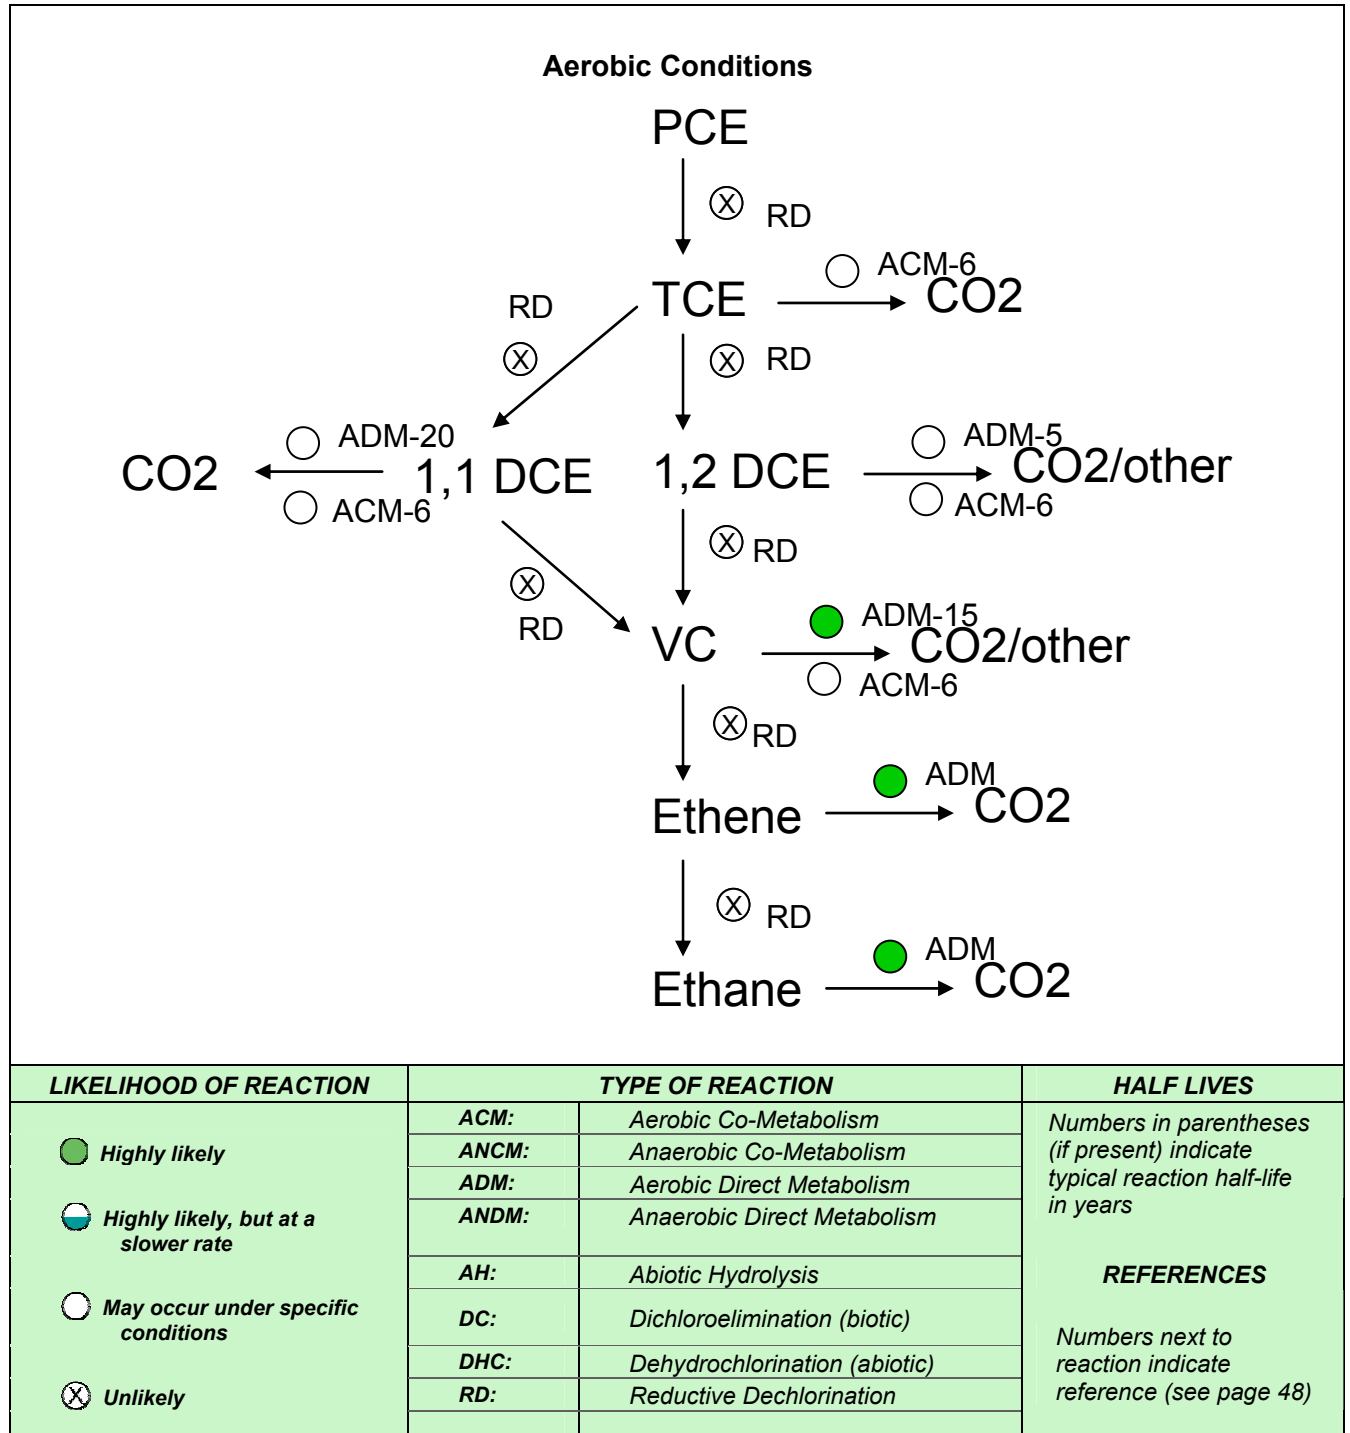 Aerobic Conditions
PCE
X RD
TCE
ACM-6
CO2
RD
X
X RD
CO2
ADM-20
ACM-6
1,1 DCE
1,2 DCE
ADM-5
CO2/other
ACM-6
X RD
X
RD
VC
ADM-15
CO2/other
ACM-6
X RD
Ethene
ADM
CO2
X RD
Ethane
ADM
CO2
LIKELIHOOD OF REACTION
Highly likely
Highly likely, but at a
slower rate
May occur under specific
conditions
X Unlikely
TYPE OF REACTION
ACM: Aerobic Co-Metabolism
ANCM: Anaerobic Co-Metabolism
ADM: Aerobic Direct Metabolism
ANDM: Anaerobic Direct Metabolism
AH: Abiotic Hydrolysis
DC: Dichloroelimination (biotic)
DHC: Dehydrochlorination (abiotic)
RD: Reductive Dechlorination
HALF LIVES
Numbers in parentheses
(if present) indicate
typical reaction half-life
in years
REFERENCES
Numbers next to
reaction indicate
reference (see page 48)